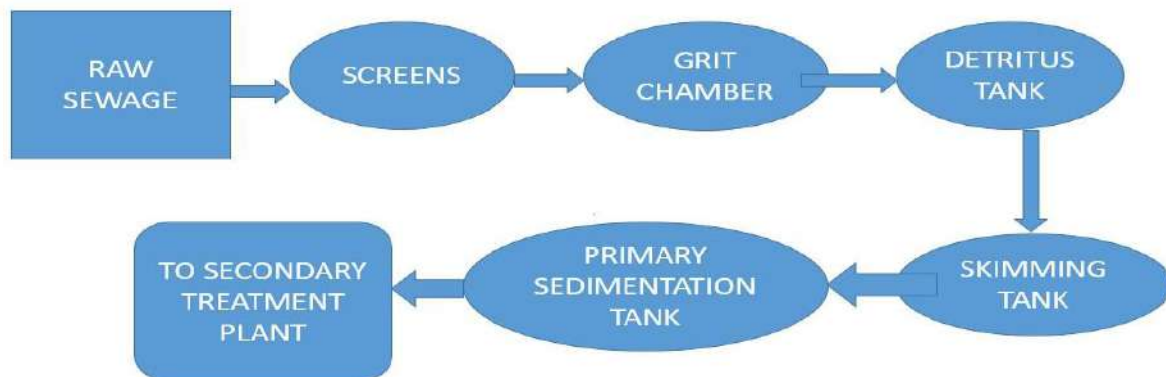 RAW
SEWAGE
SCREENS
GRIT
CHAMBER
DETRITUS
TANK
SKIMMING
TANK
PRIMARY
SEDIMENTATION
TANK
TO SECONDARY
TREATMENT
PLANT